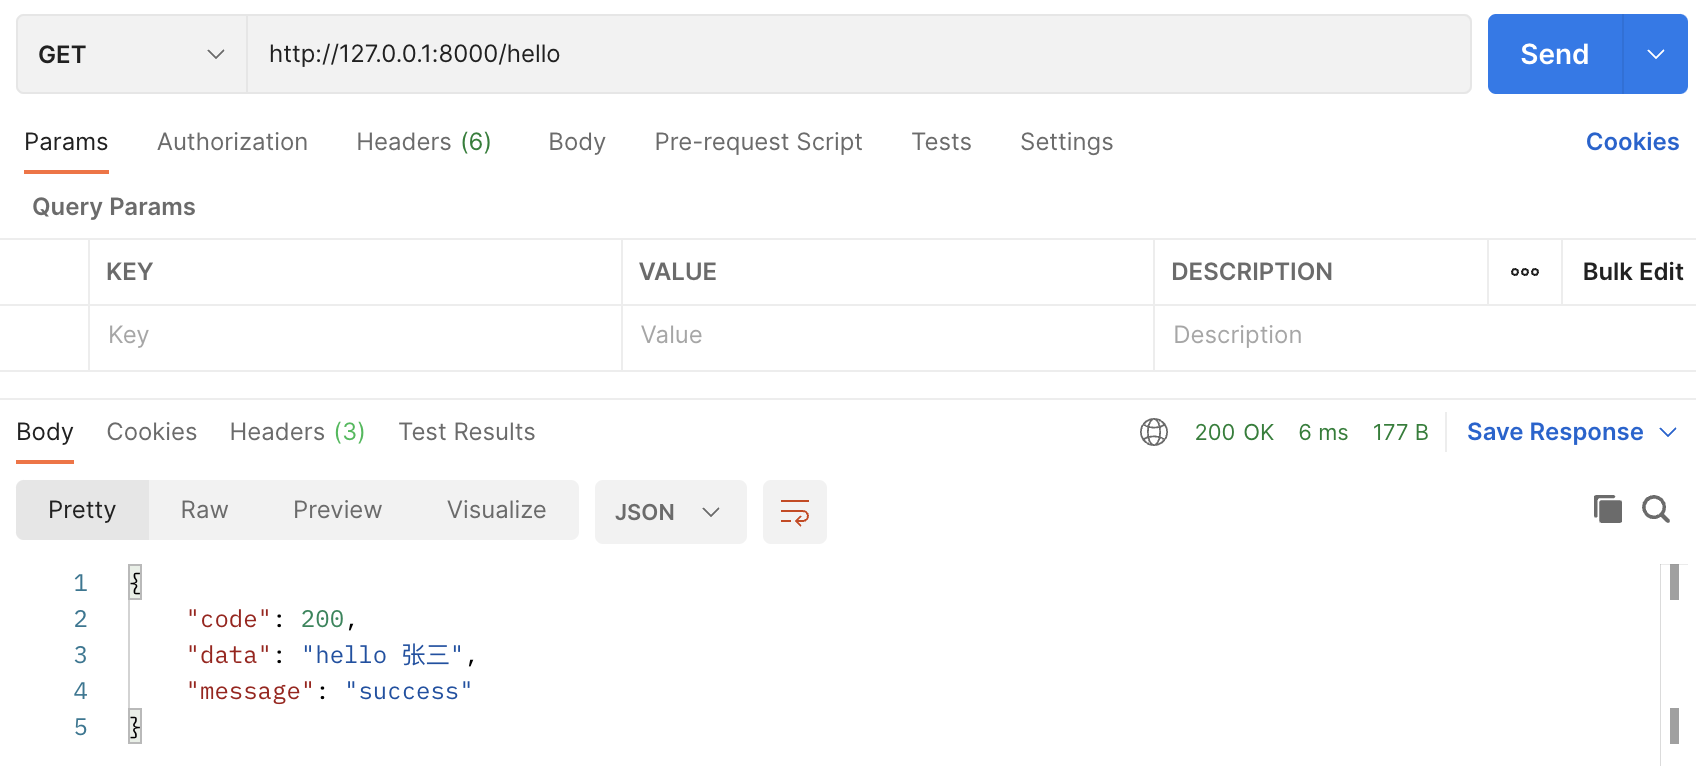 GET http://127.0.0.1:8000/hello Send
Params Authorization Headers (6) Body Pre-request Script Tests Settings Cookies
Query Params
KEY VALUE DESCRIPTION ooo Bulk Edit
Key Value Description
Body Cookies Headers (3) Test Results 200 OK 6 ms 177 B Save Response
Pretty Raw Preview Visualize JSON
1 {
2 "code": 200,
3 "data": "hello 张三",
4 "message": "success"
5 }